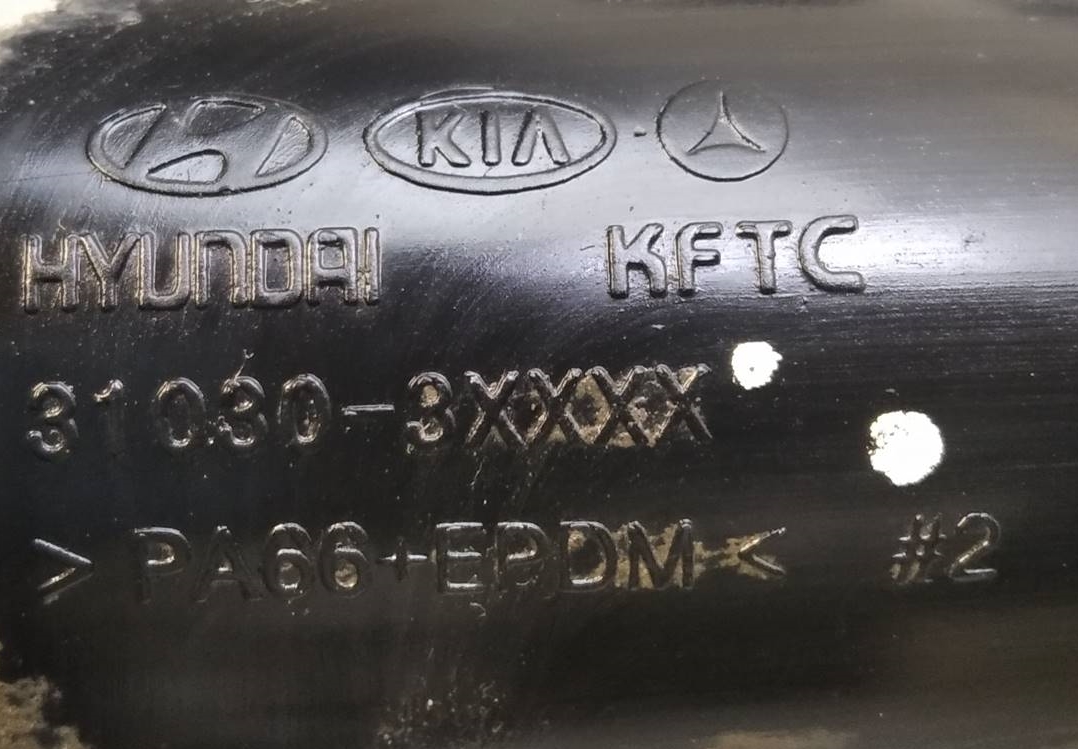 KIA
HYUNDAI KFTC
31030-3XXXX
>PA66+EPDM< #2